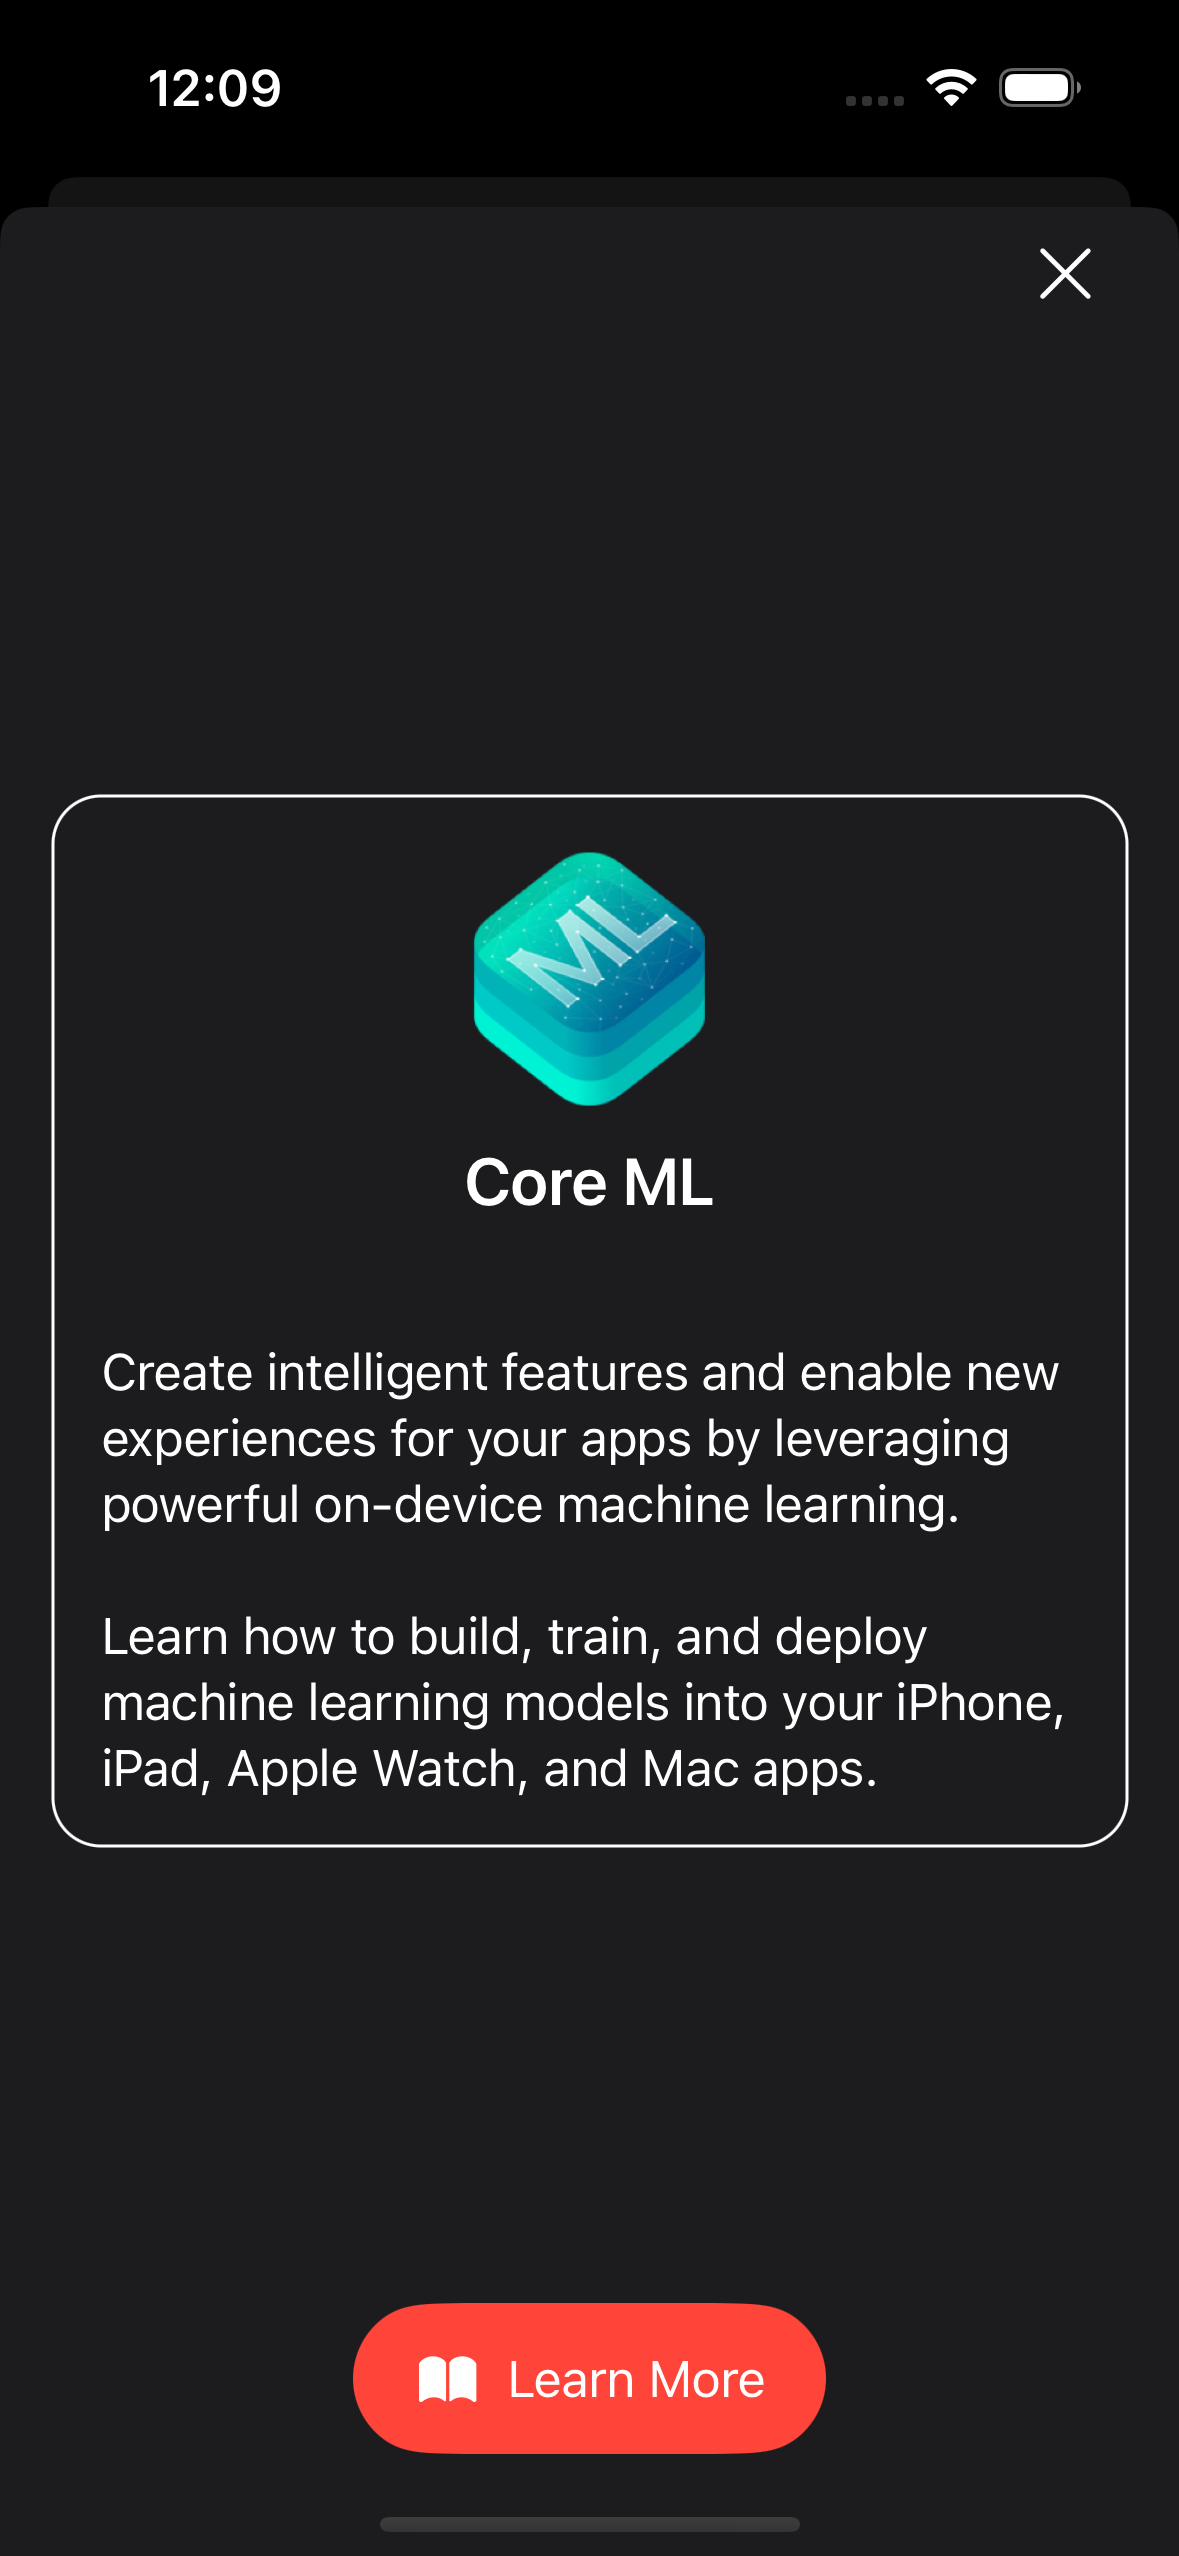 12:09
ML
Core ML
Create intelligent features and enable new
experiences for your apps by leveraging
powerful on-device machine learning.
Learn how to build, train, and deploy
machine learning models into your iPhone,
iPad, Apple Watch, and Mac apps.
Learn More